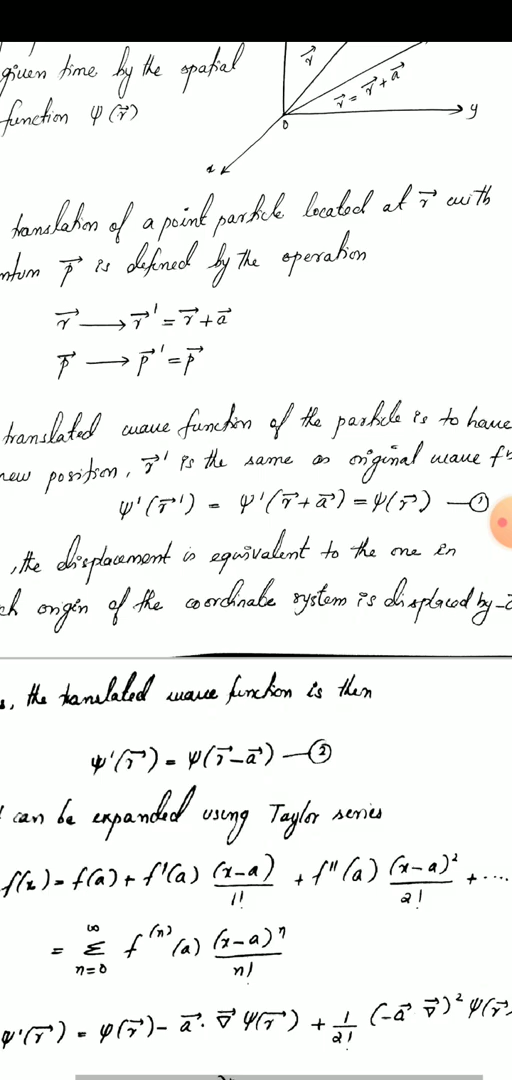 given time by the spatial
function ψ(r⃗)
r⃗
r⃗ = r⃗ + a⃗
o
y
x
translation of a point particle located at r⃗ with
ntum p⃗ is defined by the operation
r⃗ ⟶ r⃗' = r⃗ + a⃗
p⃗ ⟶ p⃗' = p⃗
translated wave function of the particle is to have
new position, r⃗' is the same as original wave fn
ψ'(r⃗') = ψ'(r⃗ + a⃗) = ψ(r⃗) —①
, the displacement is equivalent to the one in
ch origin of the coordinate system is displaced by -a⃗
s, the translated wave function is then
ψ'(r⃗) = ψ(r⃗ - a⃗) —②
can be expanded using Taylor series
f(x) = f(a) + f'(a) (x-a)/1! + f''(a) (x-a)²/2! + ....
= Σ_{n=0}^{∞} f^{(n)}(a) (x-a)^n/n!
ψ'(r⃗) = ψ(r⃗) - a⃗ · ∇⃗ ψ(r⃗) + 1/2! (-a⃗ ∇⃗)² ψ(r⃗